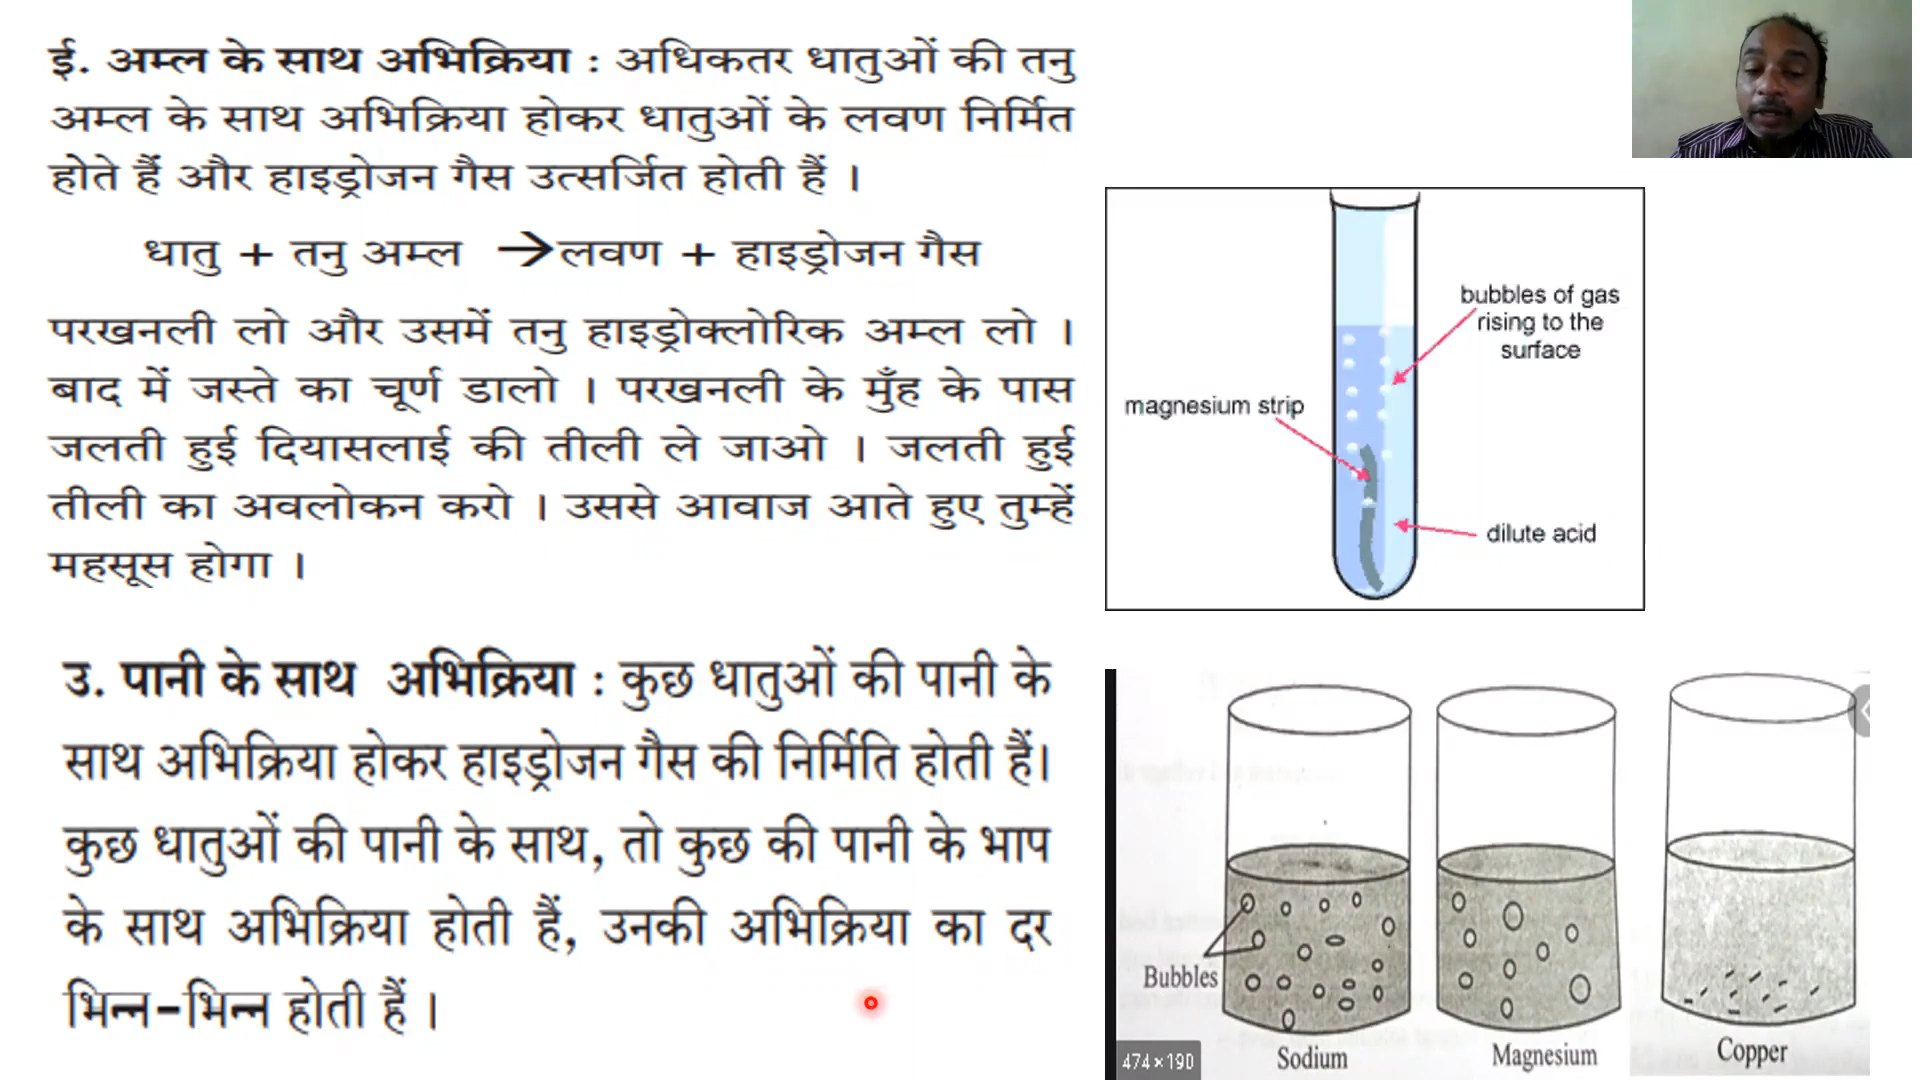 ई. अम्ल के साथ अभिक्रिया : अधिकतर धातुओं की तनु
अम्ल के साथ अभिक्रिया होकर धातुओं के लवण निर्मित
होते हैं और हाइड्रोजन गैस उत्सर्जित होती हैं ।
धातु + तनु अम्ल → लवण + हाइड्रोजन गैस
परखनली लो और उसमें तनु हाइड्रोक्लोरिक अम्ल लो ।
बाद में जस्ते का चूर्ण डालो । परखनली के मुँह के पास
जलती हुई दियासलाई की तीली ले जाओ । जलती हुई
तीली का अवलोकन करो । उससे आवाज आते हुए तुम्हें
महसूस होगा ।
उ. पानी के साथ अभिक्रिया : कुछ धातुओं की पानी के
साथ अभिक्रिया होकर हाइड्रोजन गैस की निर्मिति होती हैं।
कुछ धातुओं की पानी के साथ, तो कुछ की पानी के भाप
के साथ अभिक्रिया होती हैं, उनकी अभिक्रिया का दर
भिन्न-भिन्न होती हैं ।
bubbles of gas
rising to the
surface
magnesium strip
dilute acid
Bubbles
Sodium
Magnesium
Copper
474×190